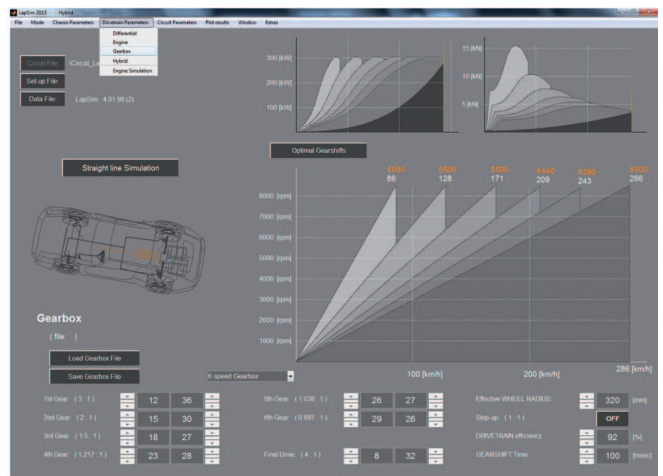 LapSim 2013 Hybrid
File Mode Chassis Parameters Drivetrain Parameters Circuit Parameters Plot results Window Extras
Differential
Engine
Gearbox
Hybrid
Engine Simulation
Circuit File
Set-up File
Data File LapSim 4:01.98 (2)
300 [kW]
200 [kW]
100 [kW]
100
200
15 [kN]
10 [kN]
5 [kN]
100
200
Straight line Simulation
Optimal Gearshifts
8500 8500 8500 8440 8360 8500
86 128 171 209 243 286
8000 [rpm]
7000 [rpm]
6000 [rpm]
5000 [rpm]
4000 [rpm]
3000 [rpm]
2000 [rpm]
1000 [rpm]
100 [km/h] 200 [km/h] 286 [km/h]
Gearbox
( file: )
Load Gearbox File
Save Gearbox File
6 speed Gearbox
1st Gear: ( 3 : 1 ) 12 36
5th Gear: ( 1.038 : 1 ) 26 27
Effective WHEEL RADIUS 320 [mm]
2nd Gear: ( 2 : 1 ) 15 30
6th Gear: ( 0.897 : 1 ) 29 26
Step up: ( 1 : 1 ) OFF
3rd Gear: ( 1.5 : 1 ) 18 27
DRIVETRAIN efficiency: 92 [%]
4th Gear: ( 1.217 : 1 ) 23 28
Final Drive: ( 4 : 1 ) 8 32
GEARSHIFT Time: 100 [msec]